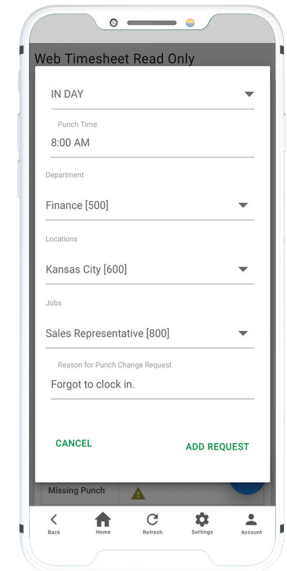 Web Timesheet Read Only
IN DAY
Punch Time
8:00 AM
Department
Finance [500]
Locations
Kansas City [600]
Jobs
Sales Representative [800]
Reason for Punch Change Request
Forgot to clock in.
CANCEL
ADD REQUEST
Missing Punch
Back
Home
Refresh
Settings
Account